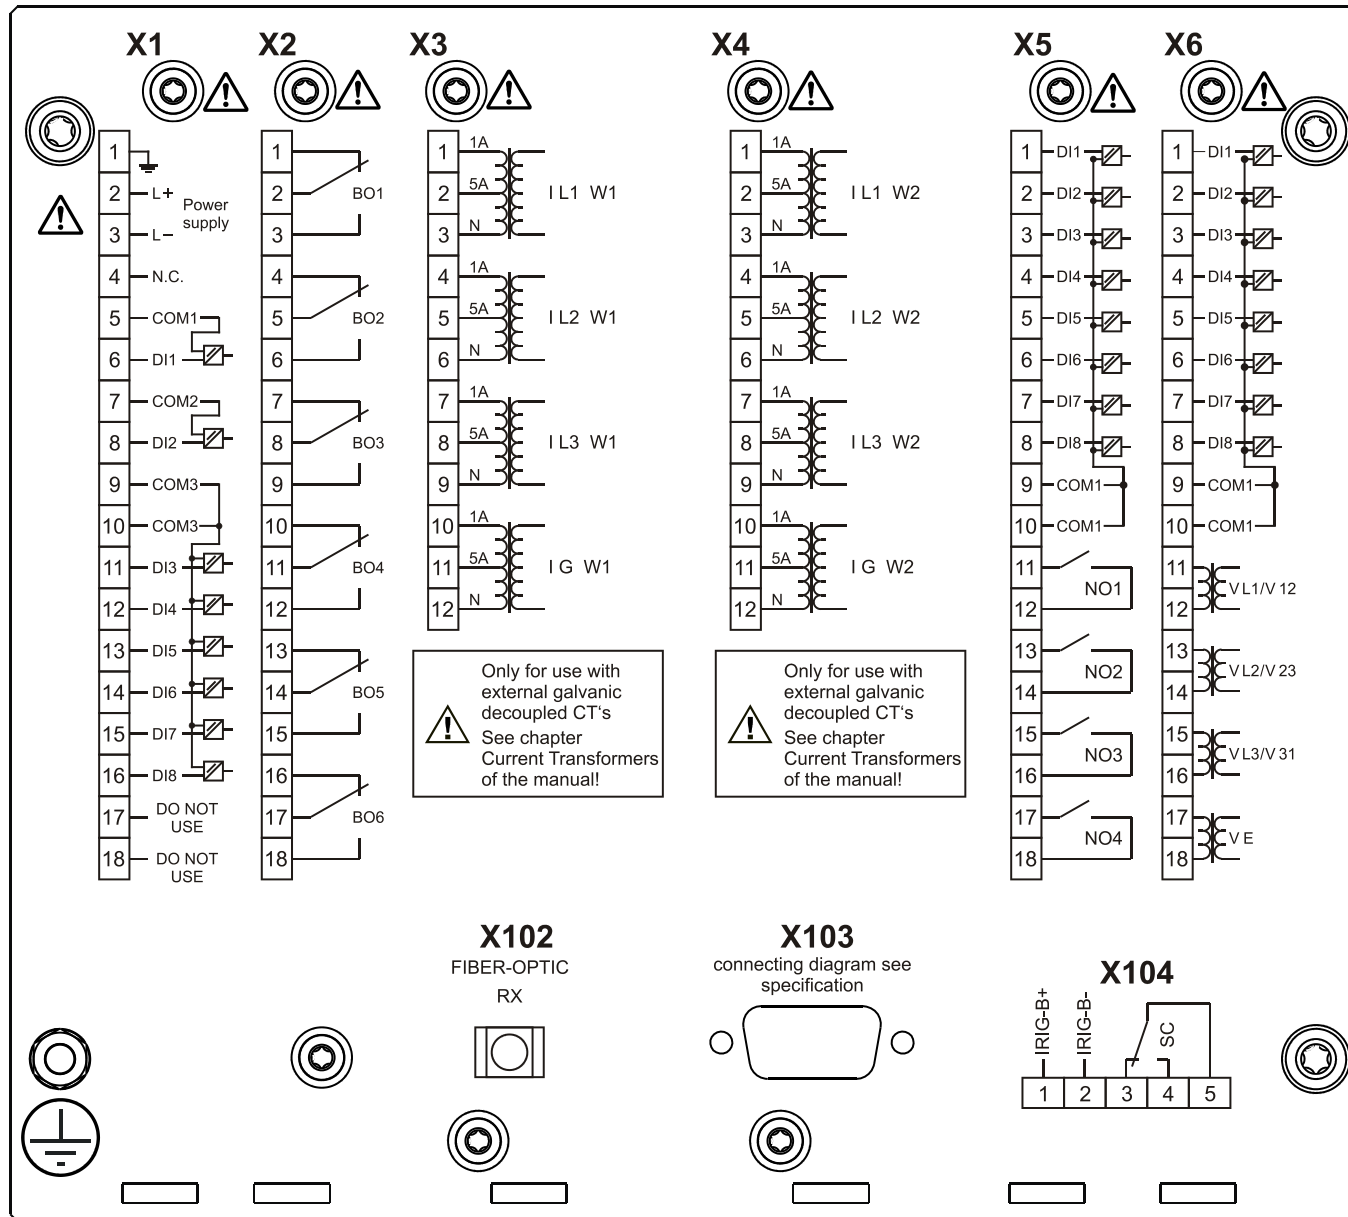 X1
X2
X3
X4
X5
X6
1
2 L+ Power
supply
3 L−
4 N.C.
5 COM1
6 DI1
7 COM2
8 DI2
9 COM3
10 COM3
11 DI3
12 DI4
13 DI5
14 DI6
15 DI7
16 DI8
17 DO NOT
USE
18 DO NOT
USE
1
2 BO1
3
4
5 BO2
6
7
8 BO3
9
10
11 BO4
12
13
14 BO5
15
16
17 BO6
18
1 1A
2 5A I L1 W1
3 N
4 1A
5 5A I L2 W1
6 N
7 1A
8 5A I L3 W1
9 N
10 1A
11 5A I G W1
12 N
Only for use with
external galvanic
decoupled CT‘s
See chapter
Current Transformers
of the manual!
1 1A
2 5A I L1 W2
3 N
4 1A
5 5A I L2 W2
6 N
7 1A
8 5A I L3 W2
9 N
10 1A
11 5A I G W2
12 N
Only for use with
external galvanic
decoupled CT‘s
See chapter
Current Transformers
of the manual!
1 DI1
2 DI2
3 DI3
4 DI4
5 DI5
6 DI6
7 DI7
8 DI8
9 COM1
10 COM1
11
NO1
12
13
NO2
14
15
NO3
16
17
NO4
18
1 DI1
2 DI2
3 DI3
4 DI4
5 DI5
6 DI6
7 DI7
8 DI8
9 COM1
10 COM1
11
V L1/V 12
12
13
V L2/V 23
14
15
V L3/V 31
16
17
V E
18
X102
FIBER-OPTIC
RX
X103
connecting diagram see
specification
X104
IRIG-B+
IRIG-B-
SC
1 2 3 4 5